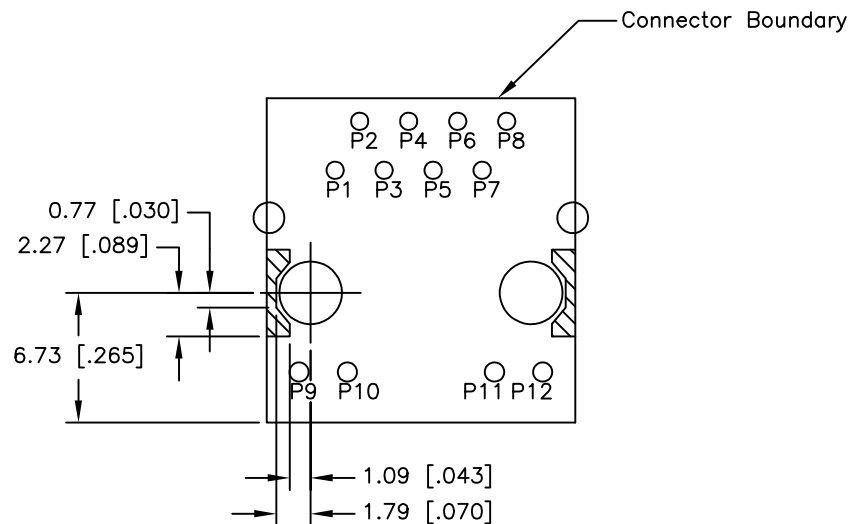 Connector Boundary
P2 P4 P6 P8
P1 P3 P5 P7
0.77 [.030]
2.27 [.089]
6.73 [.265]
P9 P10 P11 P12
1.09 [.043]
1.79 [.070]